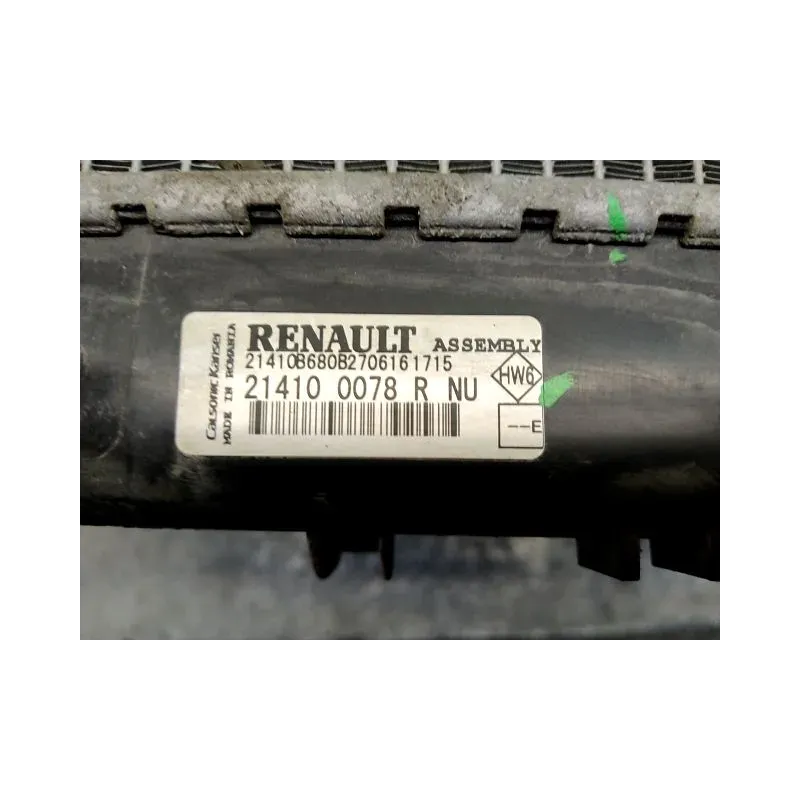 Calsonic Kansei
MADE IN ROMANIA
RENAULT ASSEMBLY
21410B680B2706161715
21410 0078 R NU
HW6
--E